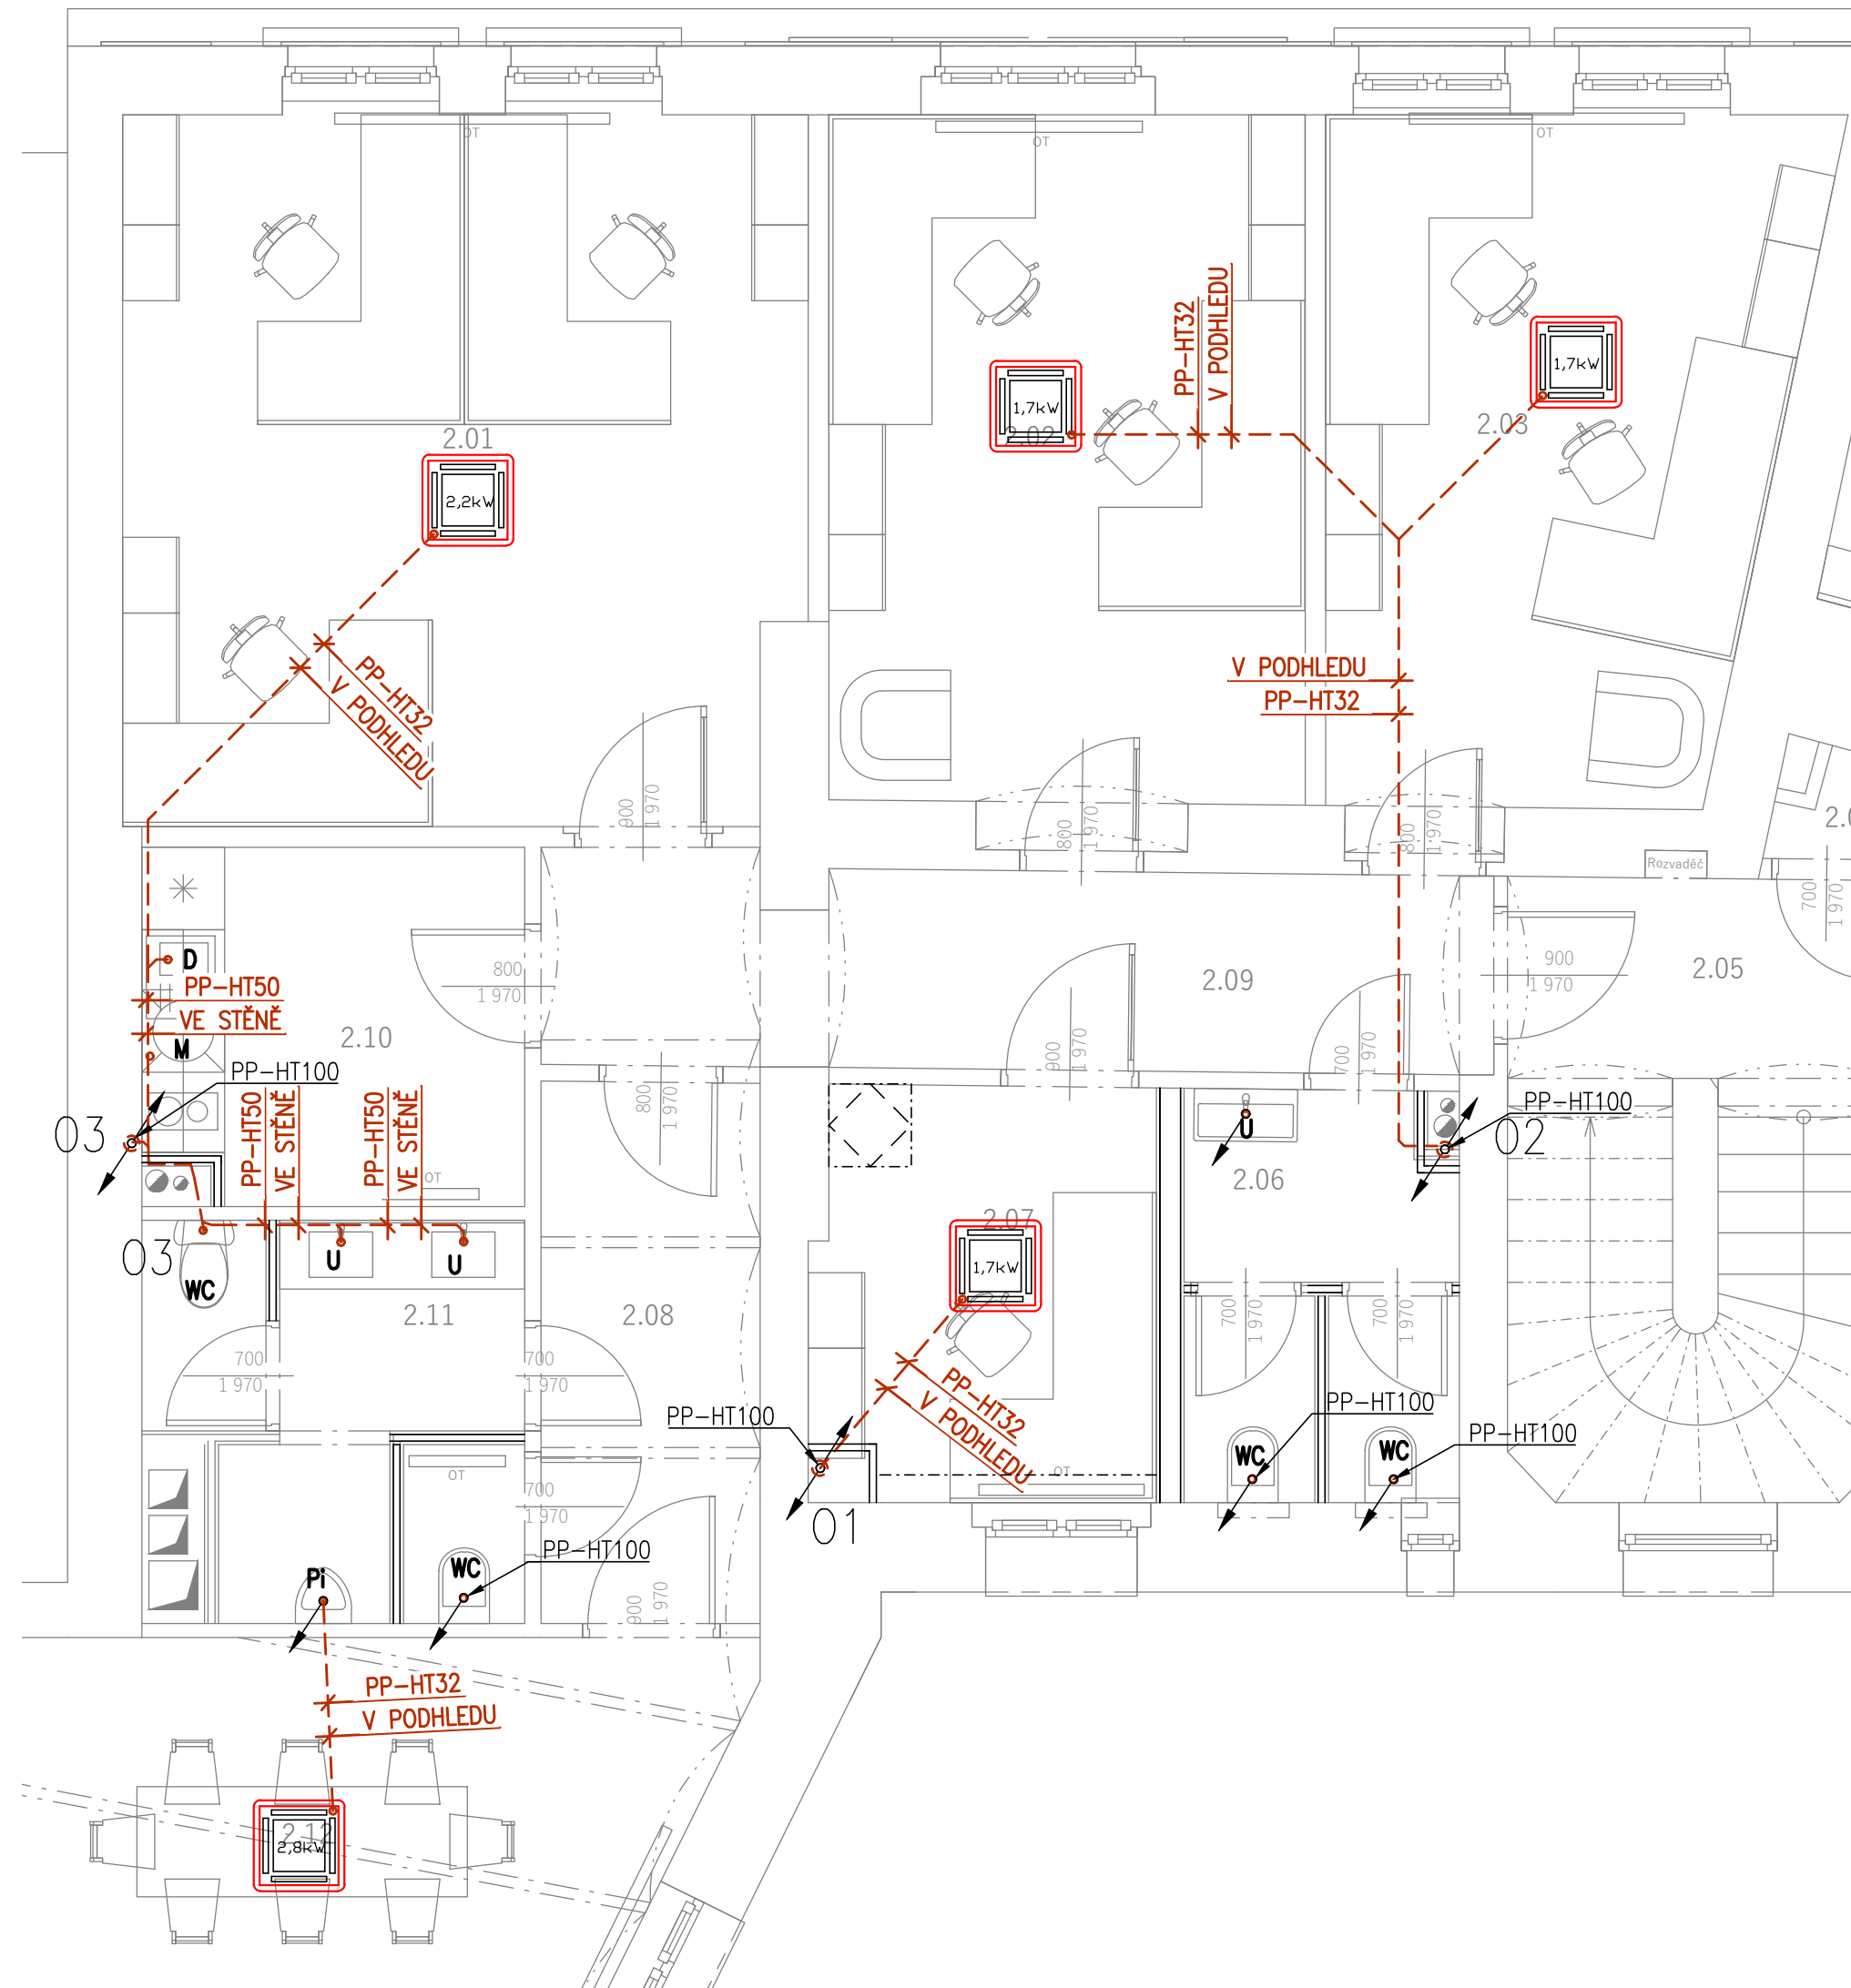 OT
OT
OT
PP-HT32
V PODHLEDU
1,7kW
1,7kW
2.01
2.02
2.03
2,2kW
PP-HT32
V PODHLEDU
V PODHLEDU
PP-HT32
900
1 970
800
1 970
800
1 970
Rozvaděč
700
1 970
D
PP-HT50
VE STĚNĚ
M
2.10
800
1 970
2.09
900
1 970
2.05
PP-HT100
03
PP-HT50
VE STĚNĚ
PP-HT50
VE STĚNĚ
OT
800
1 970
900
1 970
700
1 970
U
2.06
PP-HT100
02
03
WC
U
U
2.11
2.08
2.07
1,7kW
700
1 970
700
1 970
700
1 970
700
1 970
PP-HT32
V PODHLEDU
PP-HT100
01
OT
PP-HT100
PP-HT100
WC
WC
OT
700
1 970
PP-HT100
WC
Pi
900
1 970
PP-HT32
V PODHLEDU
2.12
2,8kW